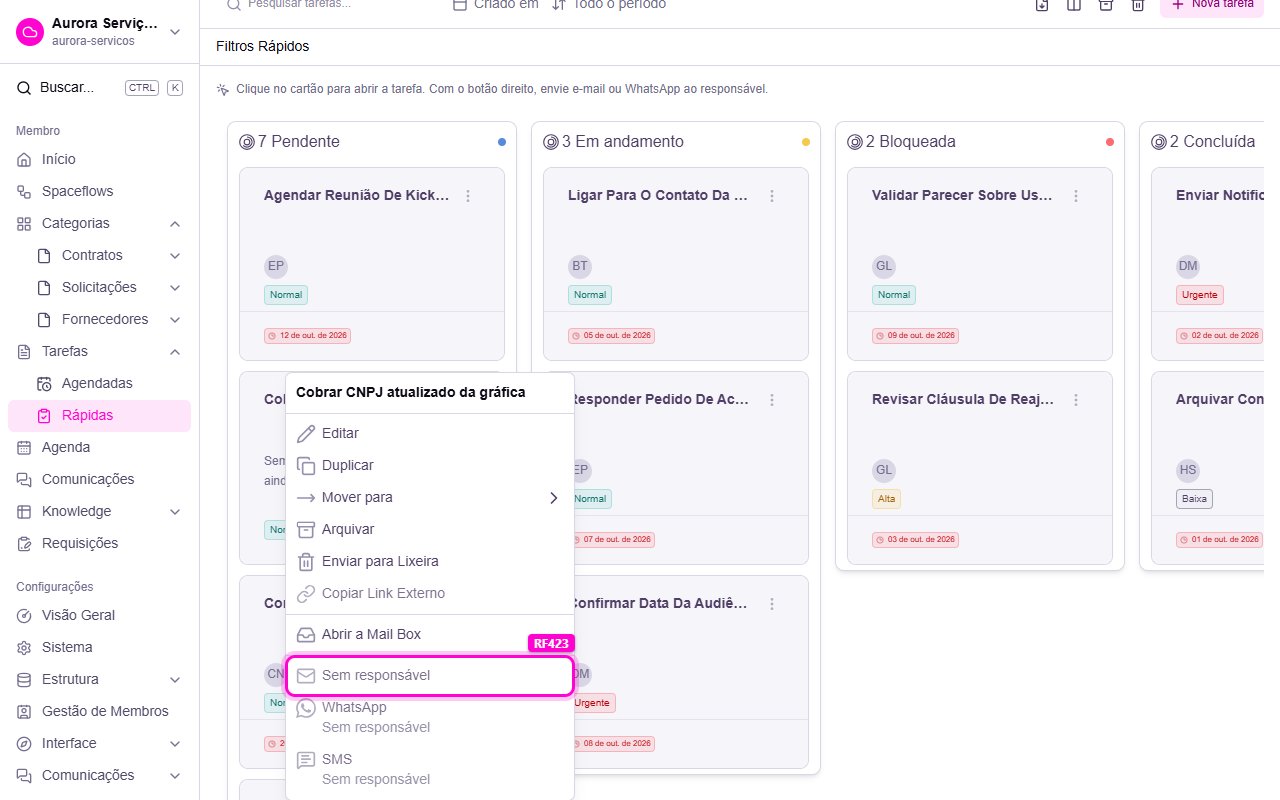 Aurora Serviç...
aurora-servicos
Buscar...
CTRL
K
Membro
Início
Spaceflows
Categorias
Contratos
Solicitações
Fornecedores
Tarefas
Agendadas
Rápidas
Agenda
Comunicações
Knowledge
Requisições
Configurações
Visão Geral
Sistema
Estrutura
Gestão de Membros
Interface
Comunicações
Pesquisar tarefas...
Criado em
Todo o período
Nova tarefa
Filtros Rápidos
Clique no cartão para abrir a tarefa. Com o botão direito, envie e-mail ou WhatsApp ao responsável.
7 Pendente
Agendar Reunião De Kick...
EP
Normal
12 de out. de 2026
Cobrar CNPJ atualizado da gráfica
Editar
Duplicar
Mover para
Arquivar
Enviar para Lixeira
Copiar Link Externo
Abrir a Mail Box
RF423
Sem responsável
WhatsApp
Sem responsável
SMS
Sem responsável
3 Em andamento
Ligar Para O Contato Da ...
BT
Normal
05 de out. de 2026
Responder Pedido De Ac...
EP
Normal
07 de out. de 2026
Confirmar Data Da Audiê...
DM
Urgente
08 de out. de 2026
2 Bloqueada
Validar Parecer Sobre Us...
GL
Normal
09 de out. de 2026
Revisar Cláusula De Reaj...
GL
Alta
03 de out. de 2026
2 Concluída
Enviar Notific
DM
Urgente
02 de out. de 2026
Arquivar Con
HS
Baixa
01 de out. de 2026